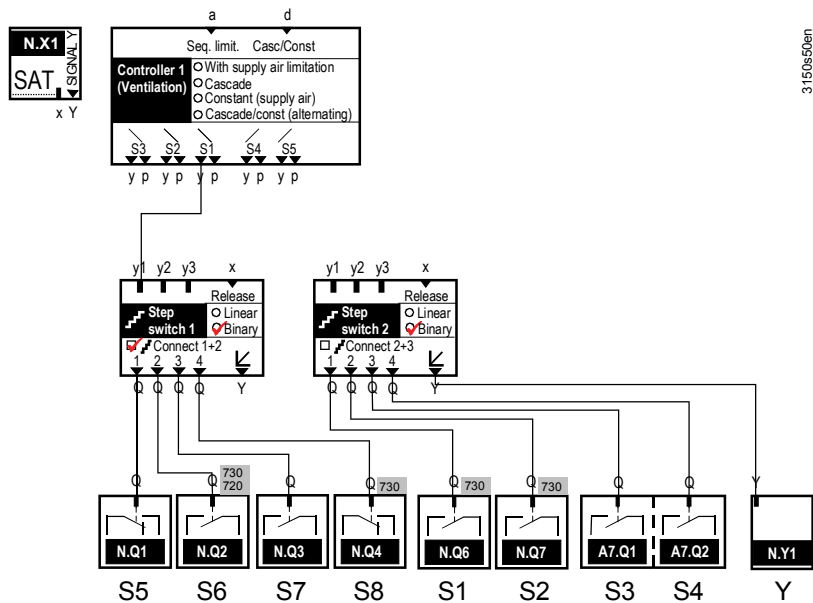 a d
N.X1
SIGNAL Y
SAT
x Y
Seq. limit. Casc/Const
Controller 1
(Ventilation)
With supply air limitation
Cascade
Constant (supply air)
Cascade/const (alternating)
S3 S2 S1 S4 S5
y p y p y p y p y p
3150s50en
y1 y2 y3 x
Release
Step
switch 1
Linear
Binary
Connect 1+2
1 2 3 4
Q Q Q Q Y
y1 y2 y3 x
Release
Step
switch 2
Linear
Binary
Connect 2+3
1 2 3 4
Q Q Q Q Y
730
720
730
730
730
Q Q Q Q Q Q Q Q Y
N.Q1 N.Q2 N.Q3 N.Q4 N.Q6 N.Q7 A7.Q1 A7.Q2 N.Y1
S5 S6 S7 S8 S1 S2 S3 S4 Y